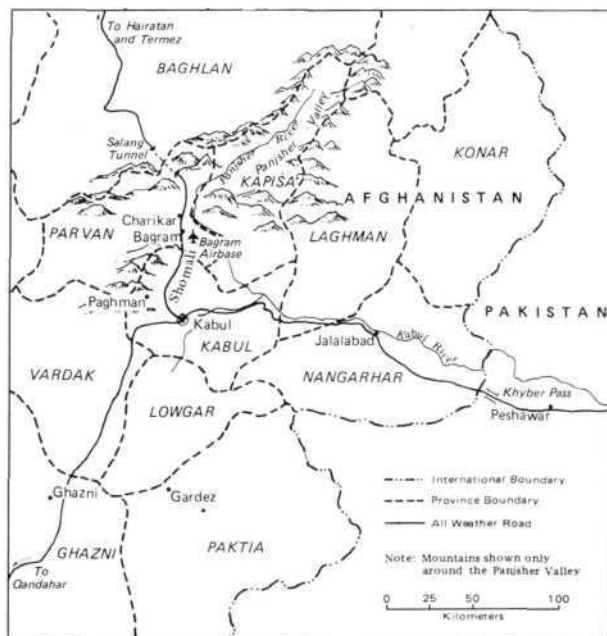 To Hairatan
and Termez
BAGHLAN
Salang
Tunnel
Panjsher River
Panjshel Valley
KAPISA
KONAR
AFGHANISTAN
Charikar
PARVAN
Bagram
Bagram
Airbase
LAGHMAN
Shomali
Paghman
PAKISTAN
Kabul
KABUL
Jalalabad
Kabul
River
VARDAK
NANGARHAR
Khyber Pass
LOWGAR
Peshawar
Ghazni
Gardez
GHAZNI
PAKTIA
To
Qandahar
International Boundary
Province Boundary
All Weather Road
Note: Mountains shown only
around the Panjsher Valley
0 25 50 100
Kilometers